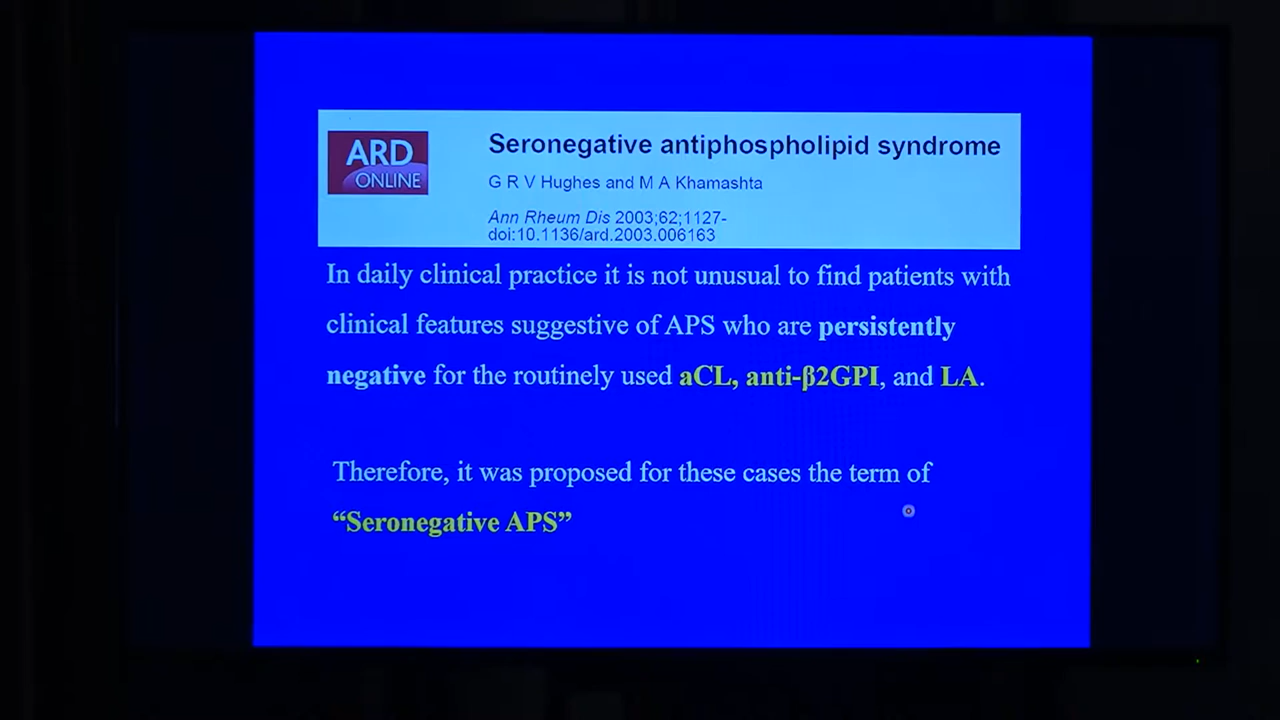 ARD
ONLINE
Seronegative antiphospholipid syndrome
G R V Hughes and M A Khamashta
Ann Rheum Dis 2003;62;1127-
doi:10.1136/ard.2003.006163
In daily clinical practice it is not unusual to find patients with
clinical features suggestive of APS who are persistently
negative for the routinely used aCL, anti-β2GPI, and LA.
Therefore, it was proposed for these cases the term of
“Seronegative APS”